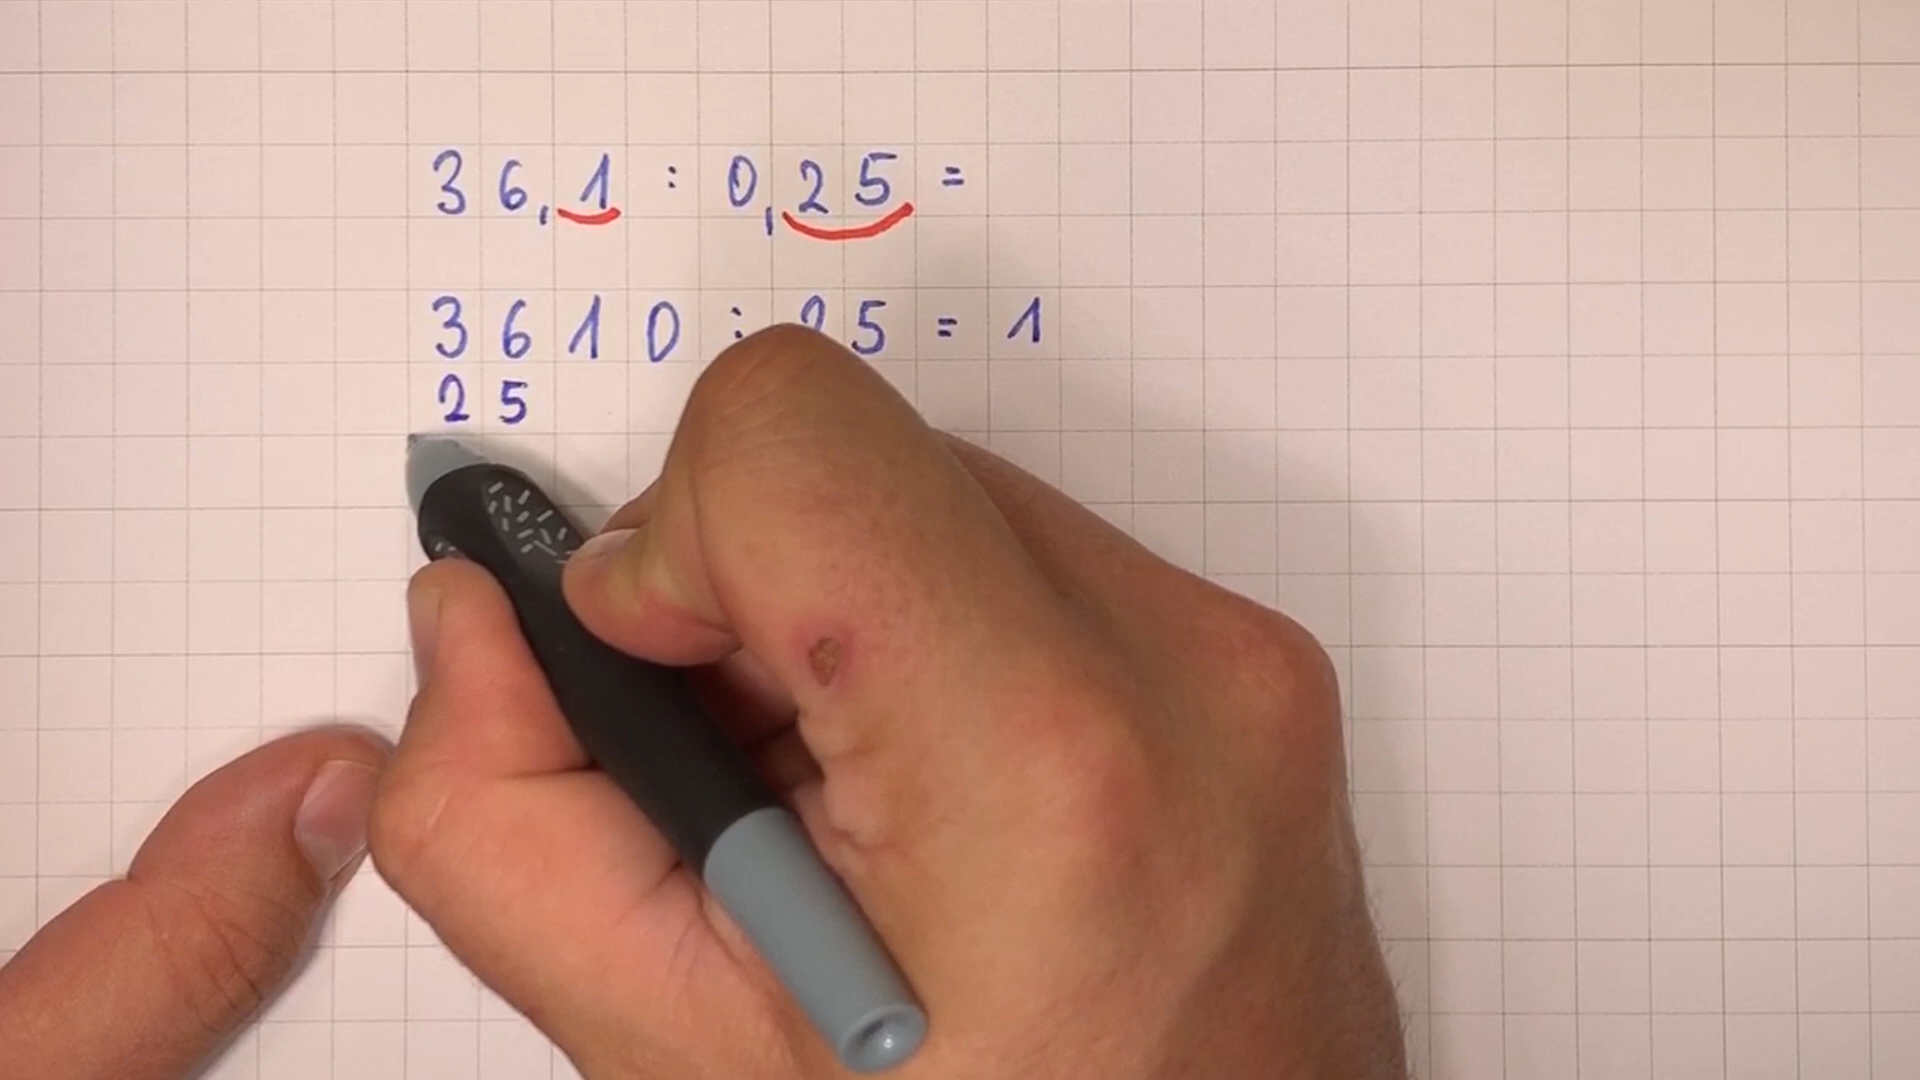 36,1 : 0,25 =
3610 : 25 = 1
25